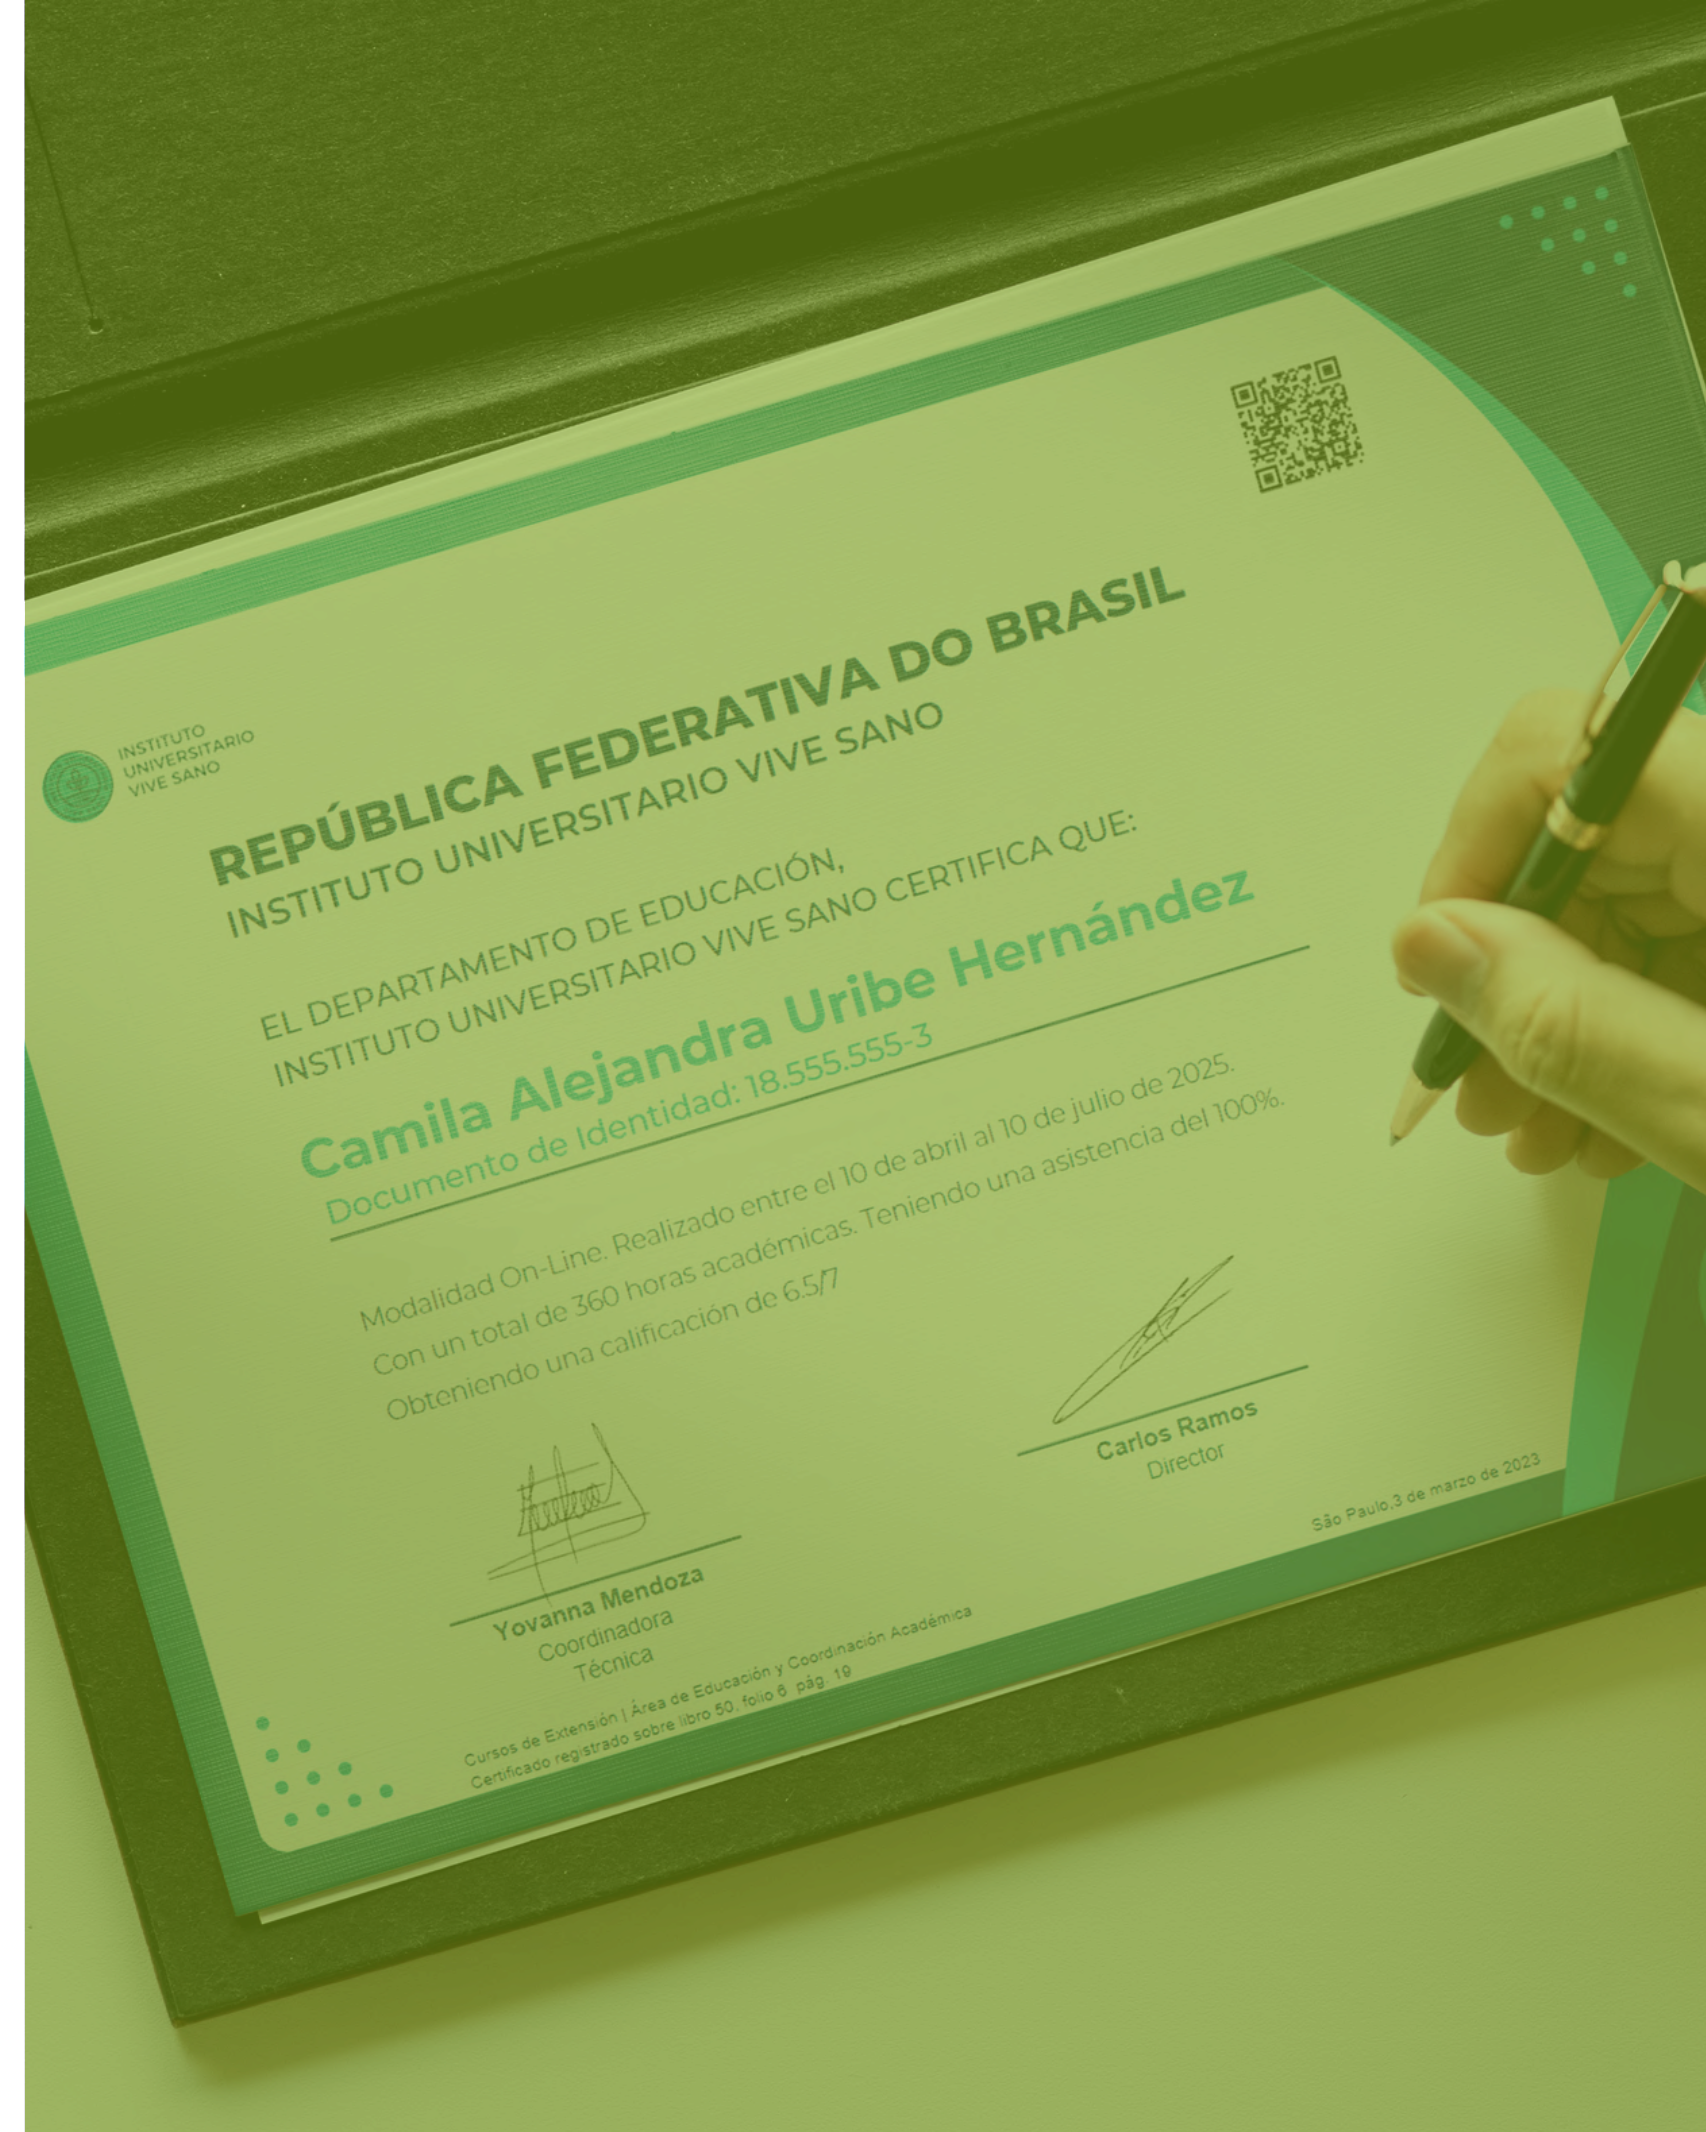 INSTITUTO
UNIVERSITARIO
VIVE SANO
REPÚBLICA FEDERATIVA DO BRASIL
INSTITUTO UNIVERSITARIO VIVE SANO
EL DEPARTAMENTO DE EDUCACIÓN,
INSTITUTO UNIVERSITARIO VIVE SANO CERTIFICA QUE:
Camila Alejandra Uribe Hernández
Documento de Identidad: 18.555.555-3
Modalidad On-Line. Realizado entre el 10 de abril al 10 de julio de 2025.
Con un total de 360 horas académicas. Teniendo una asistencia del 100%.
Obteniendo una calificación de 6.5/7
Yovanna Mendoza
Coordinadora
Técnica
Carlos Ramos
Director
São Paulo,3 de marzo de 2023
Cursos de Extensión | Área de Educación y Coordinación Académica
Certificado registrado sobre libro 50, folio 6 pág. 19